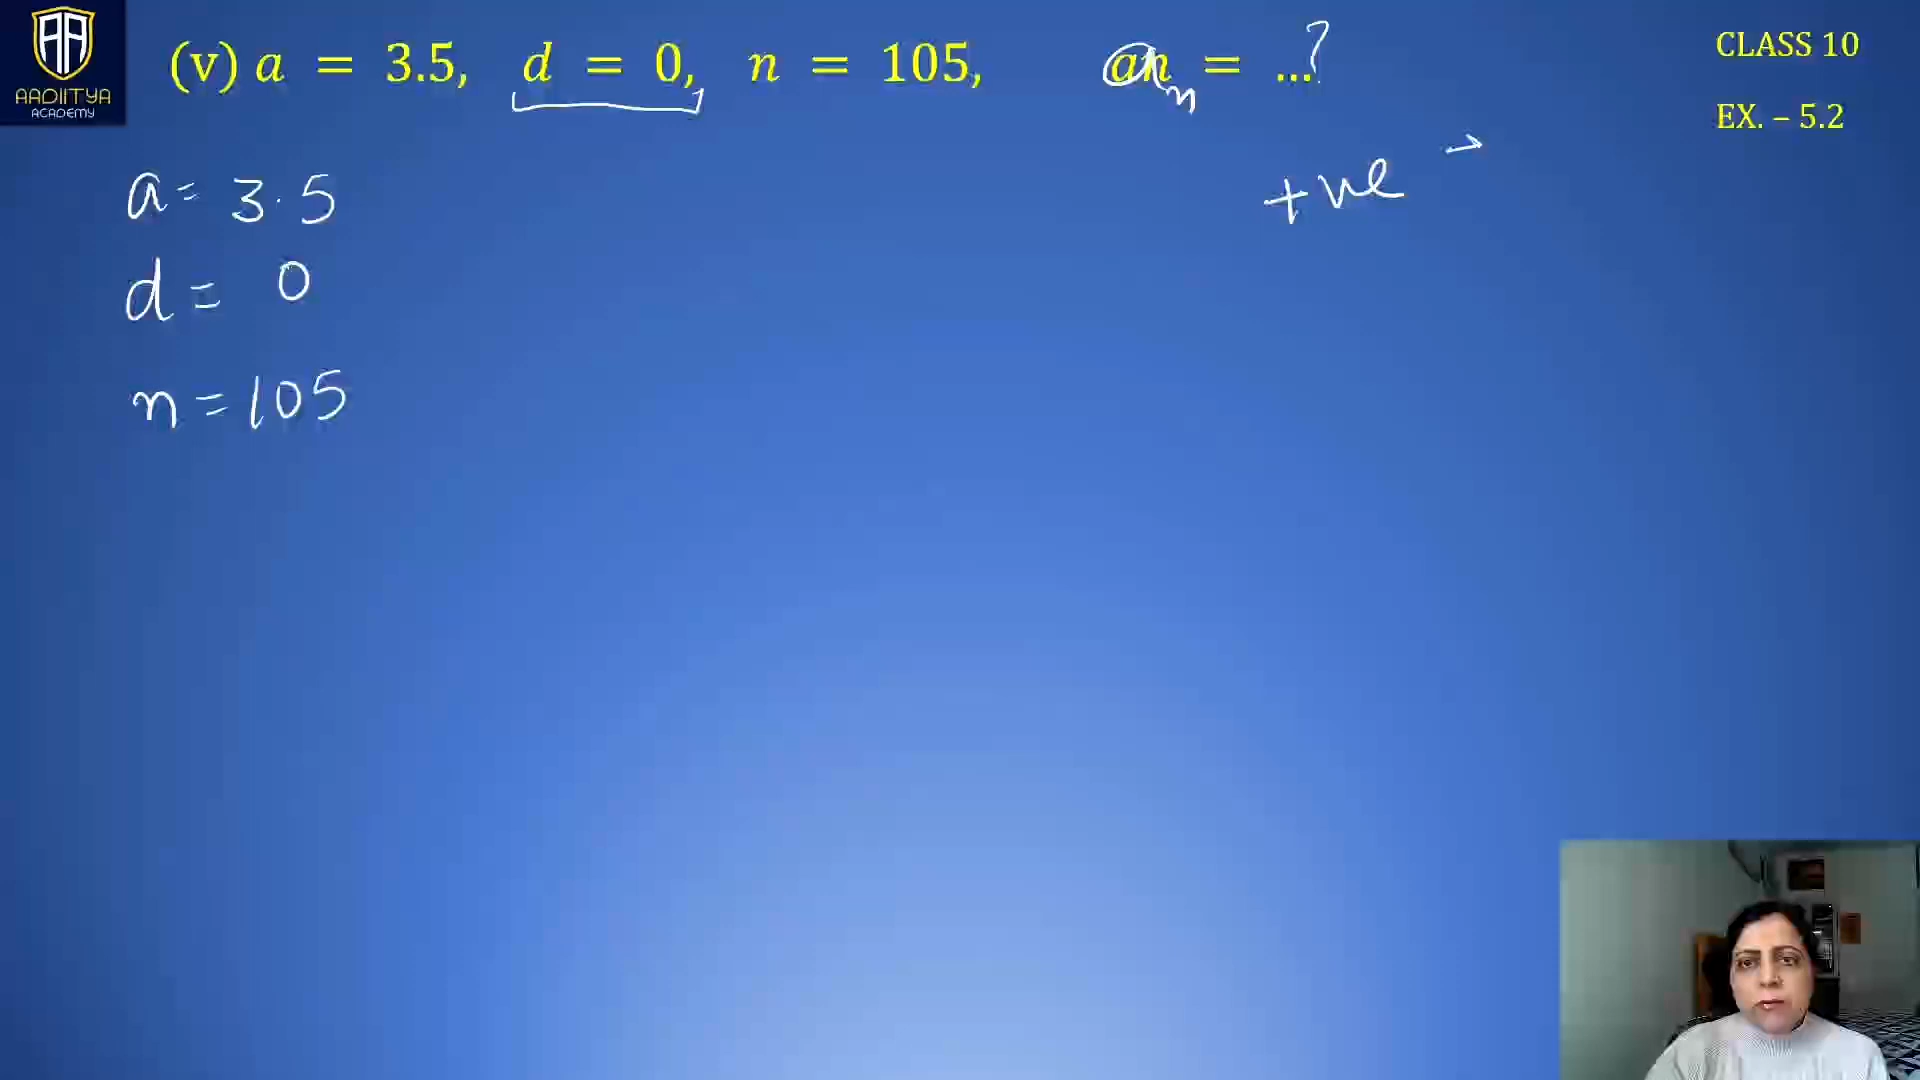 AADIITYA
ACADEMY
(v) a = 3.5, d = 0, n = 105, an = ...?
n
CLASS 10
EX. – 5.2
+ve →
a = 3.5
d = 0
n = 105